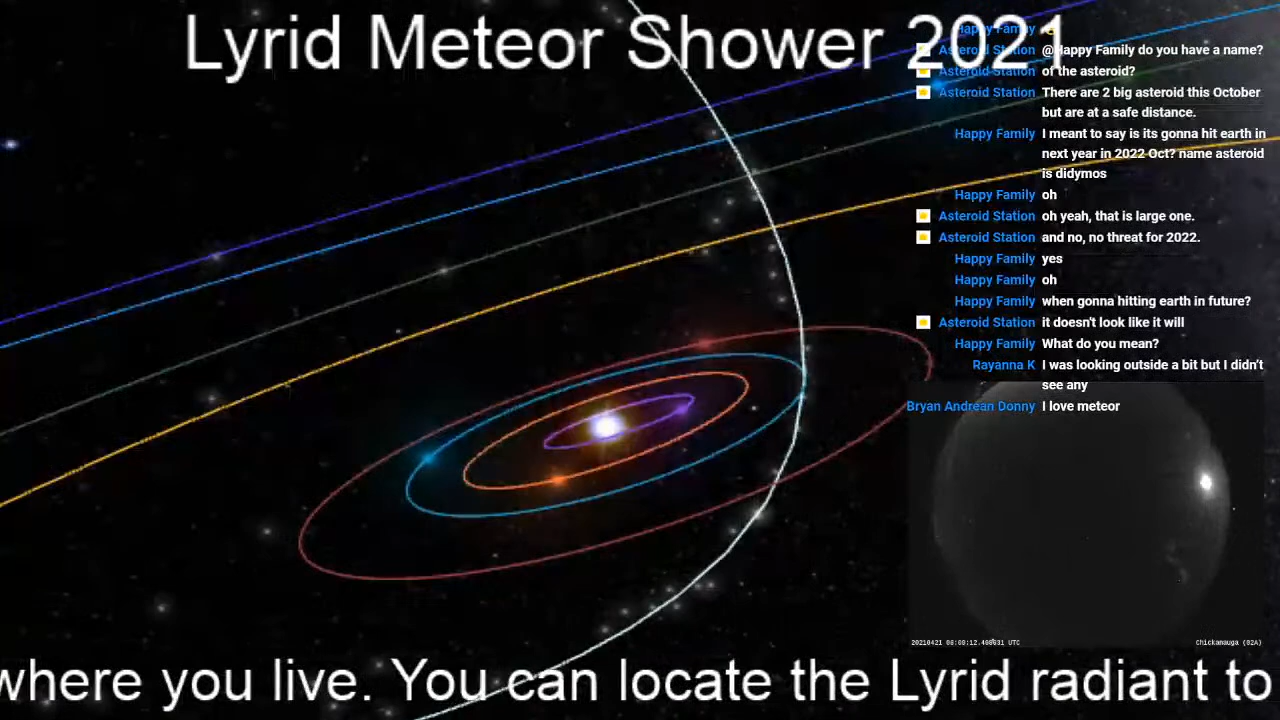 Lyrid Meteor Shower 2021
Happy Family
Asteroid Station @Happy Family do you have a name?
Asteroid Station of the asteroid?
Asteroid Station There are 2 big asteroid this October
but are at a safe distance.
Happy Family I meant to say is its gonna hit earth in
next year in 2022 Oct? name asteroid
is didymos
Happy Family oh
Asteroid Station oh yeah, that is large one.
Asteroid Station and no, no threat for 2022.
Happy Family yes
Happy Family oh
Happy Family when gonna hitting earth in future?
Asteroid Station it doesn't look like it will
Happy Family What do you mean?
Rayanna K I was looking outside a bit but I didn't
see any
Bryan Andrean Donny I love meteor
UTC
Chickamauga (02A)
where you live. You can locate the Lyrid radiant to